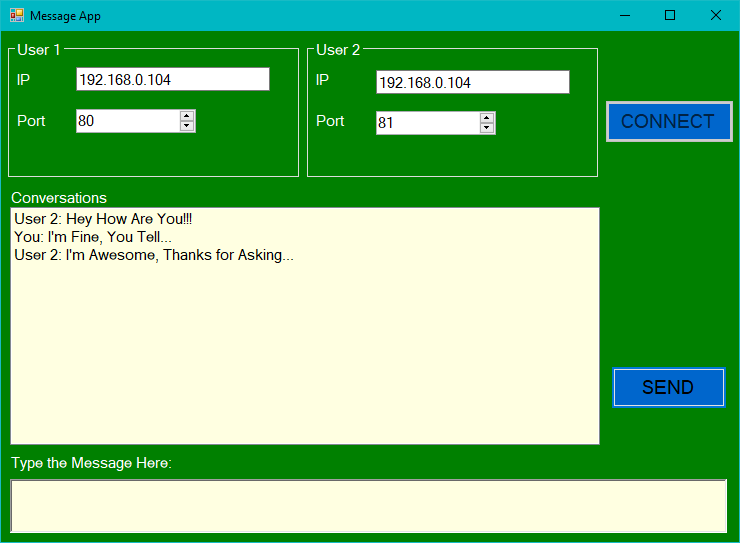 Message App
User 1
IP 192.168.0.104
Port 80
User 2
IP 192.168.0.104
Port 81
CONNECT
Conversations
User 2: Hey How Are You!!!
You: I'm Fine, You Tell...
User 2: I'm Awesome, Thanks for Asking...
SEND
Type the Message Here: